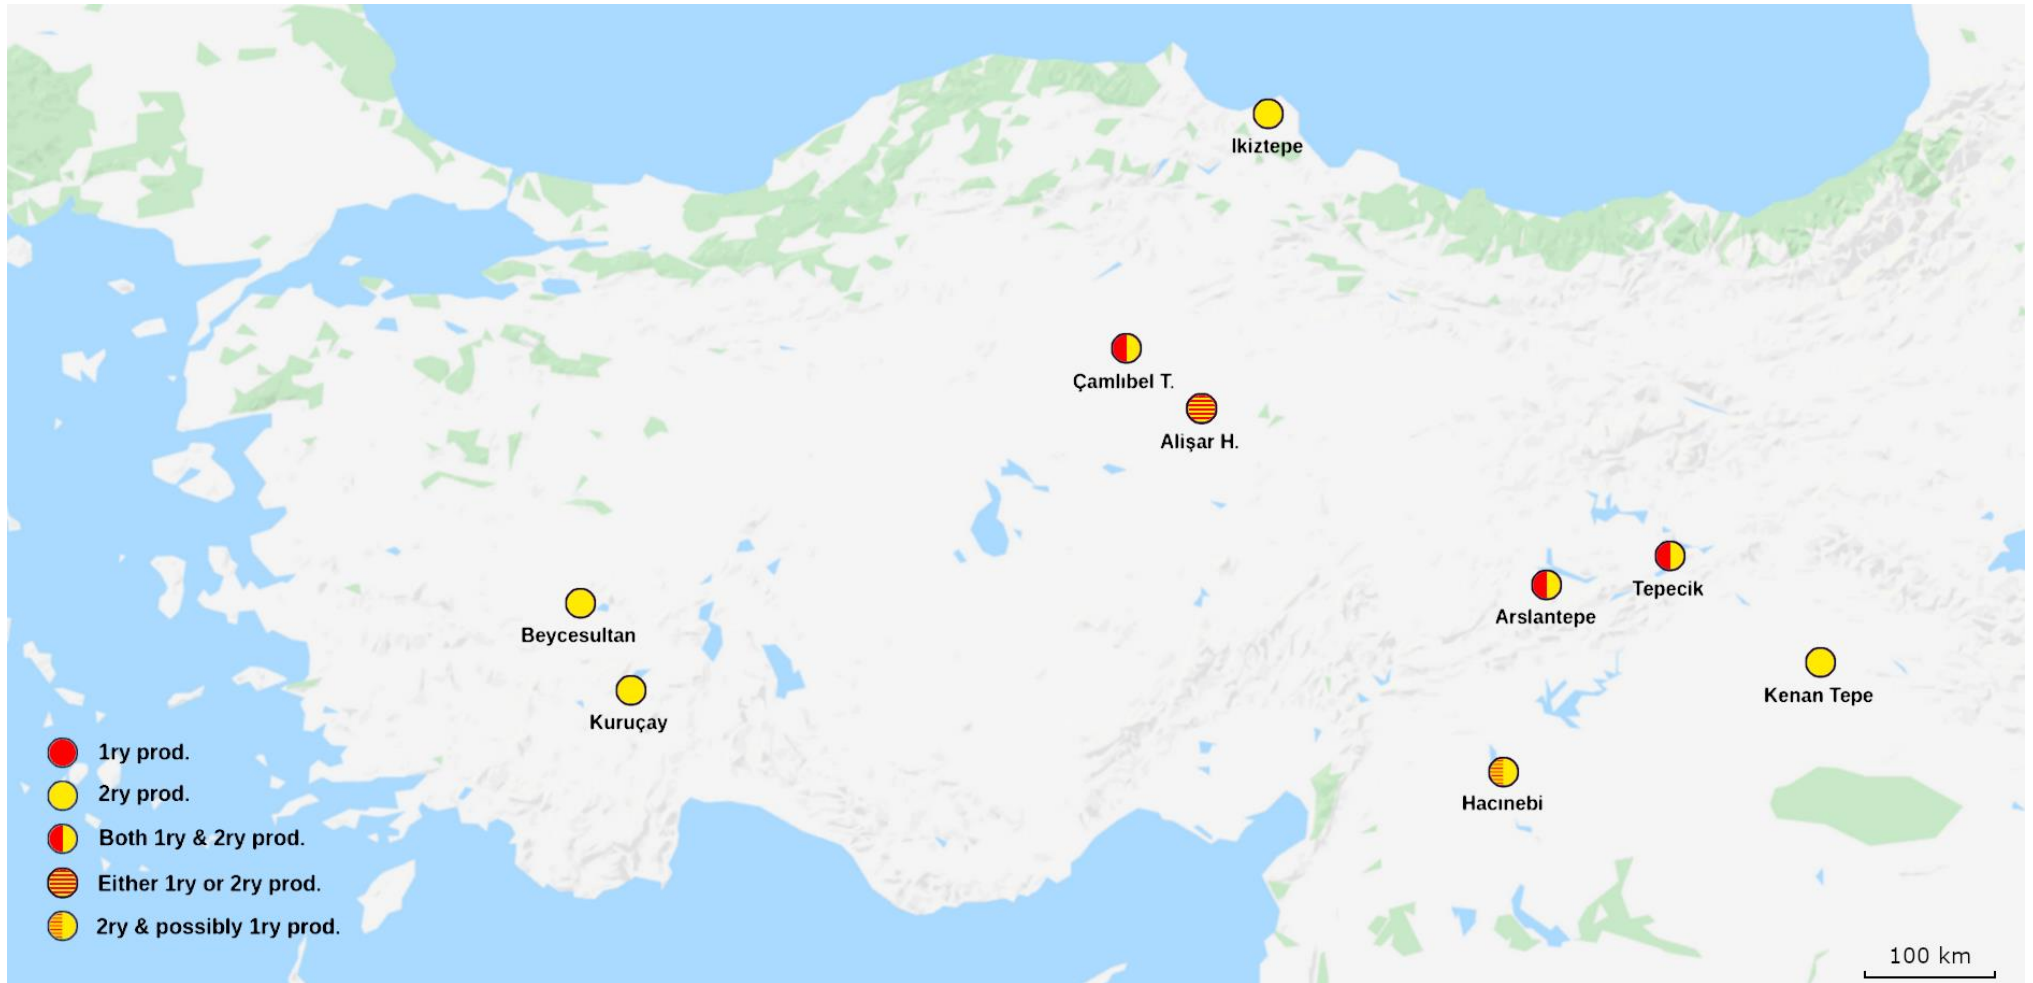 Ikiztepe
Çamlıbel T.
Alişar H.
Tepecik
Arslantepe
Beycesultan
Kenan Tepe
Kuruçay
Hacınebi
1ry prod.
2ry prod.
Both 1ry & 2ry prod.
Either 1ry or 2ry prod.
2ry & possibly 1ry prod.
100 km